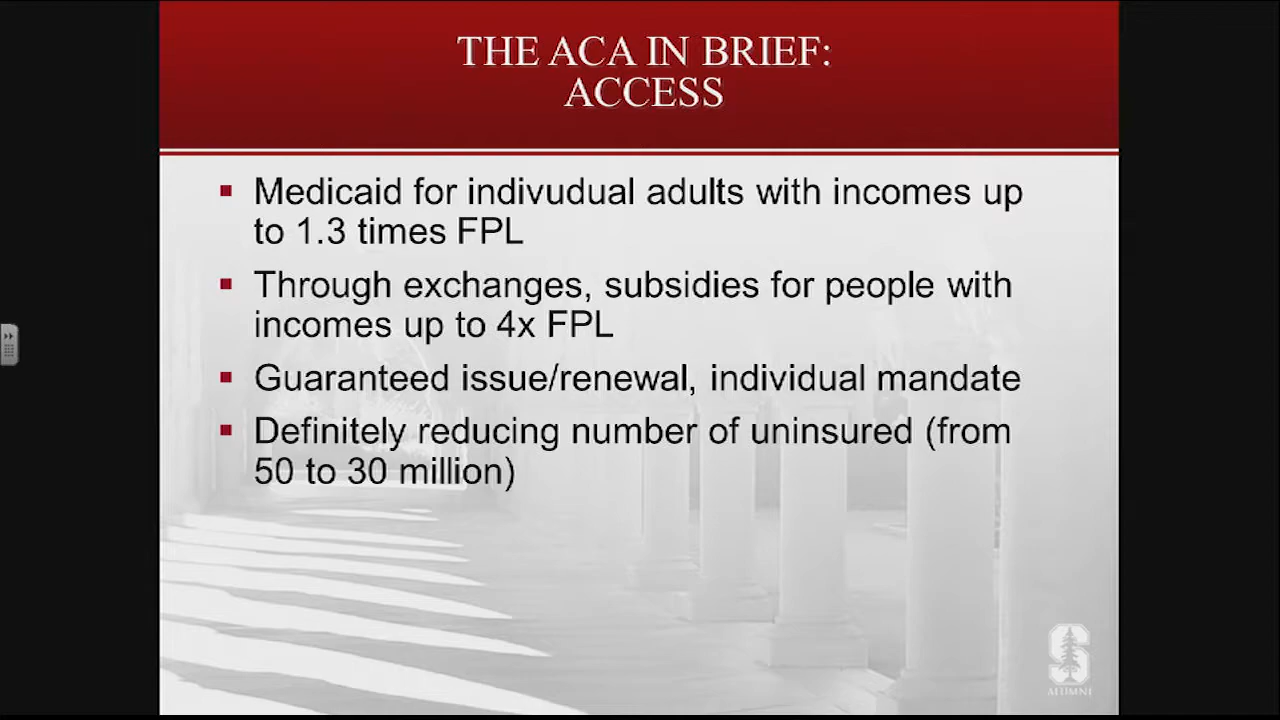 THE ACA IN BRIEF:
ACCESS
Medicaid for indivudual adults with incomes up
to 1.3 times FPL
Through exchanges, subsidies for people with
incomes up to 4x FPL
Guaranteed issue/renewal, individual mandate
Definitely reducing number of uninsured (from
50 to 30 million)
S
ALUMNI